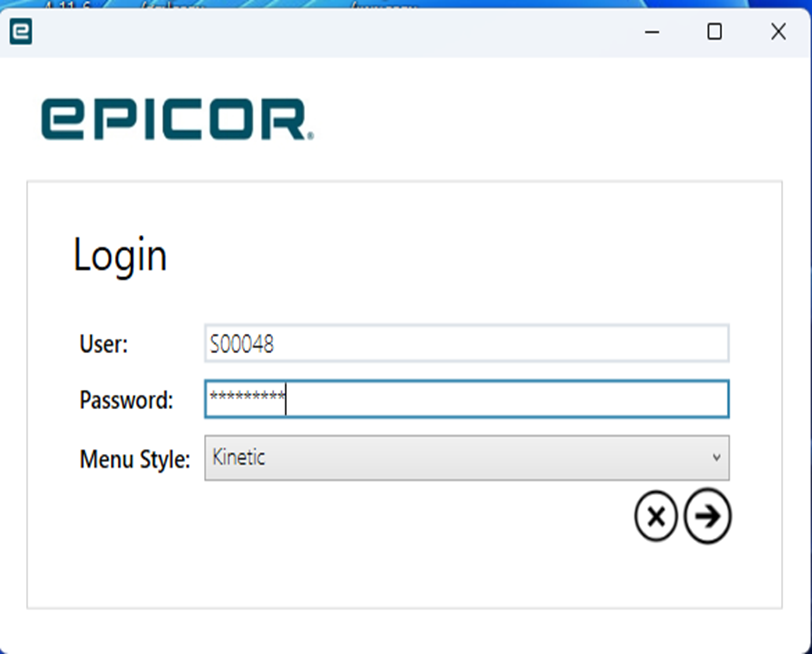 EPICOR®
Login
User: S00048
Password: *********
Menu Style: Kinetic